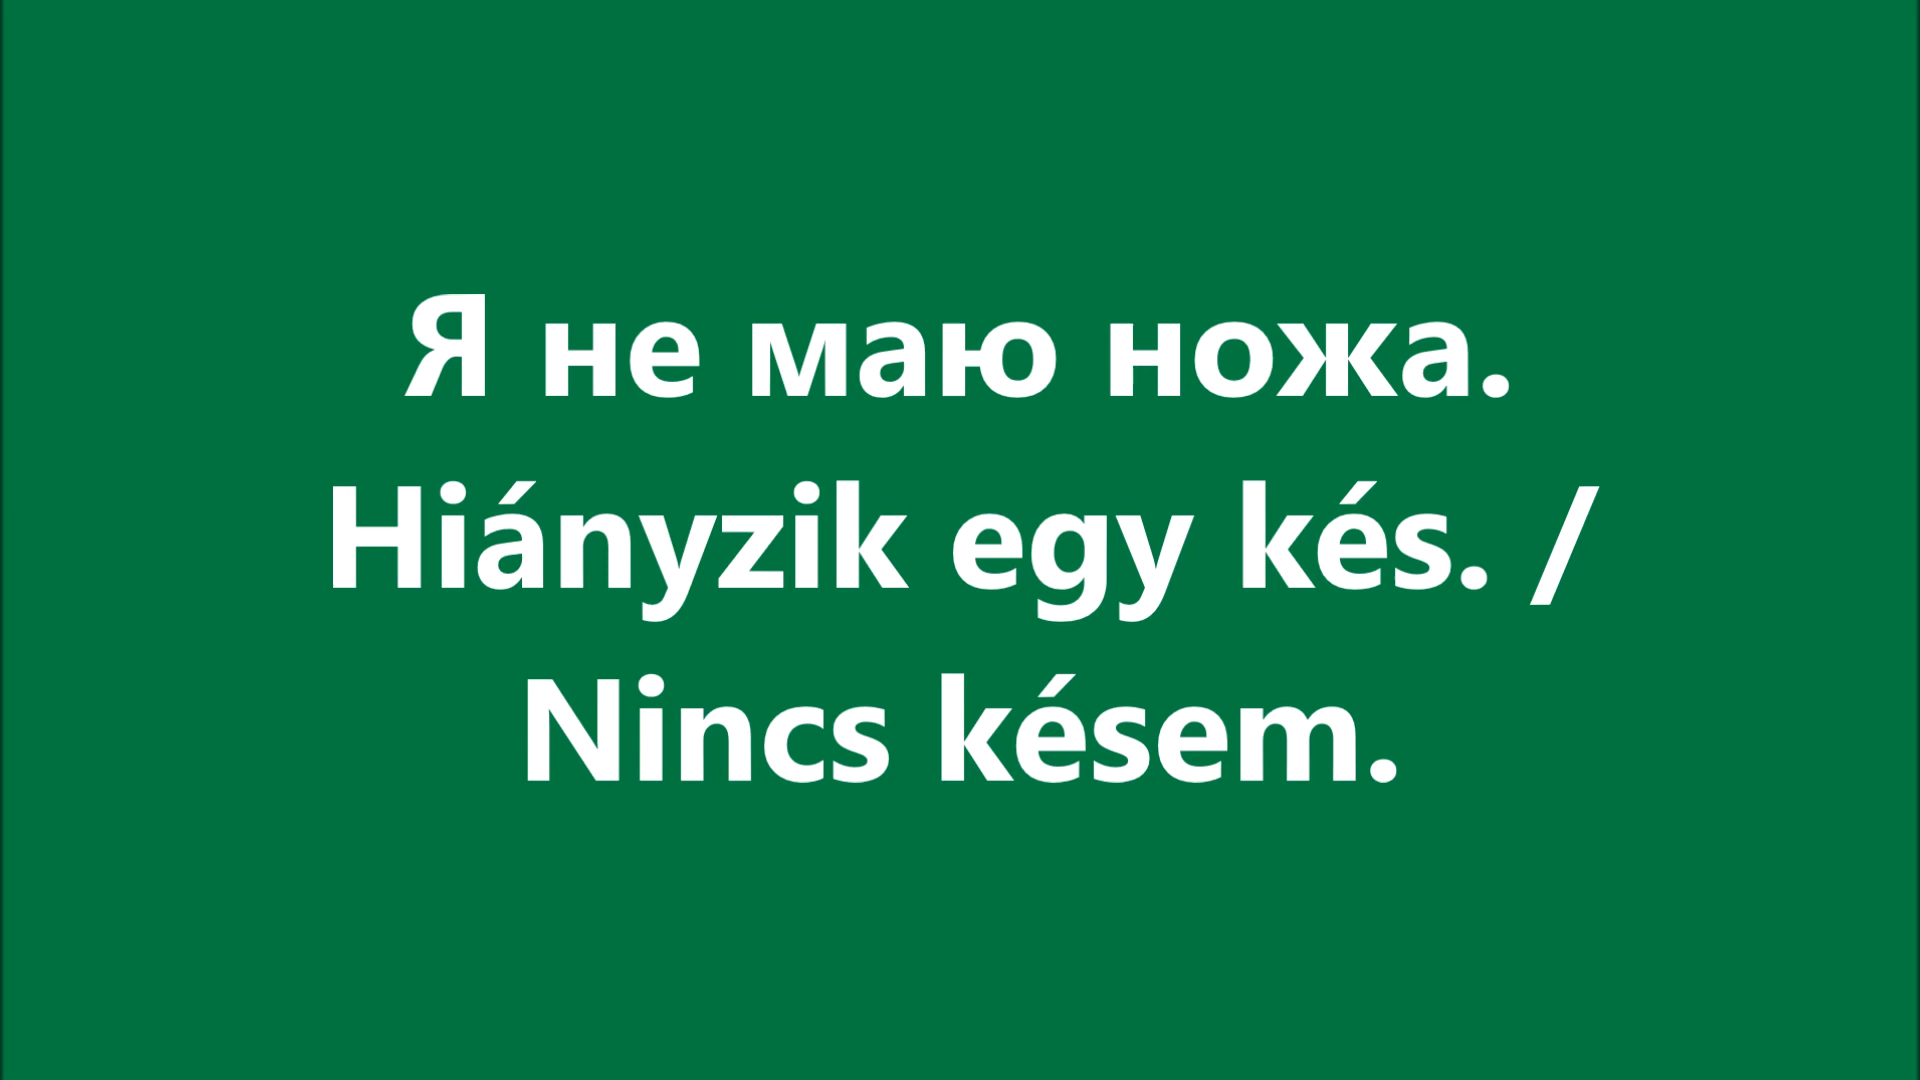 Я не маю ножа.
Hiányzik egy kés. /
Nincs késem.